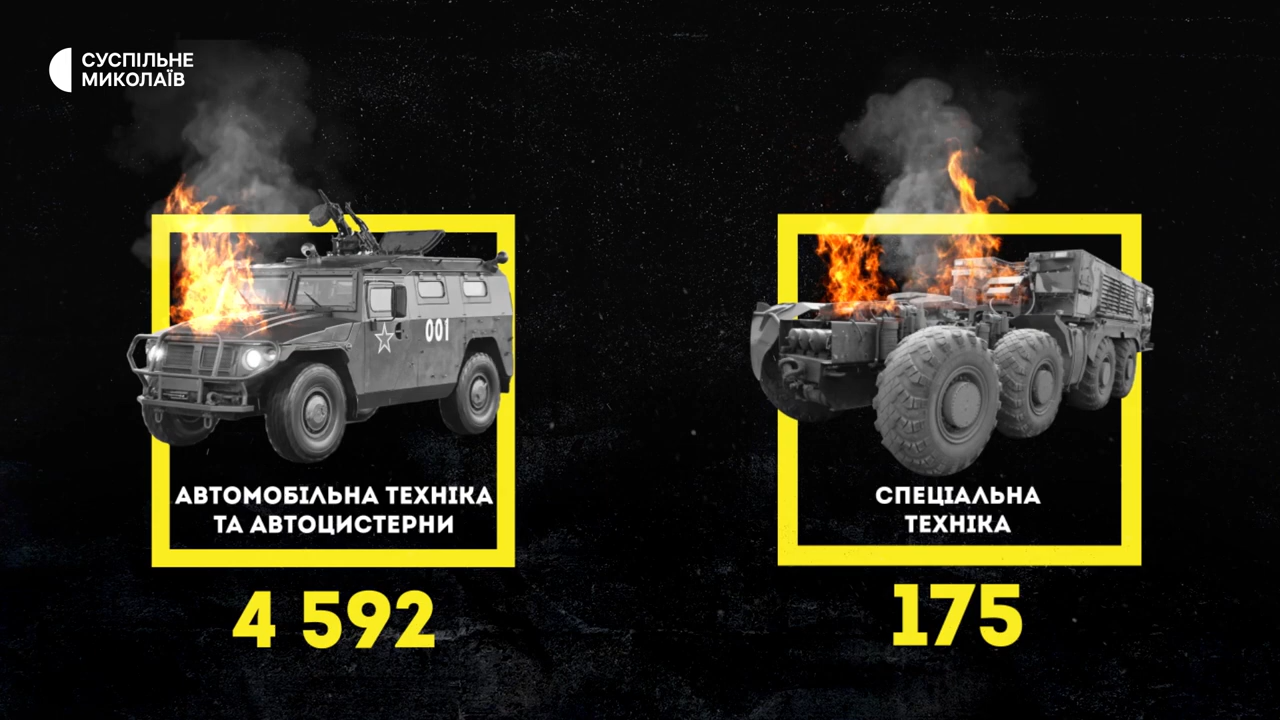 СУСПІЛЬНЕ
МИКОЛАЇВ
001
АВТОМОБІЛЬНА ТЕХНІКА
ТА АВТОЦИСТЕРНИ
4 592
СПЕЦІАЛЬНА
ТЕХНІКА
175